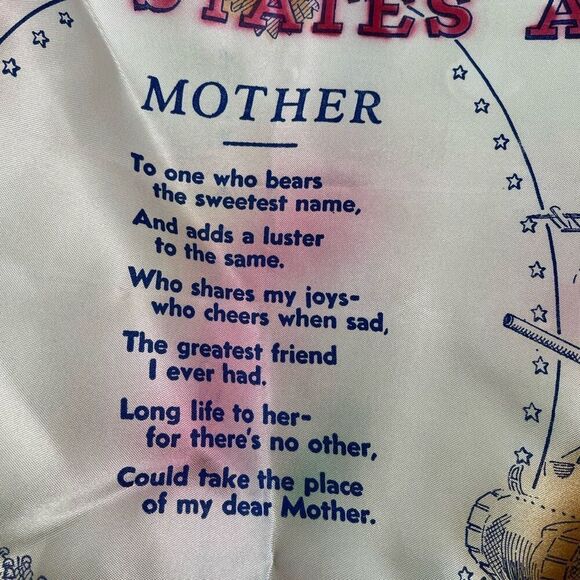 STATES A
MOTHER
To one who bears
the sweetest name,
And adds a luster
to the same.
Who shares my joys-
who cheers when sad,
The greatest friend
I ever had.
Long life to her-
for there's no other,
Could take the place
of my dear Mother.